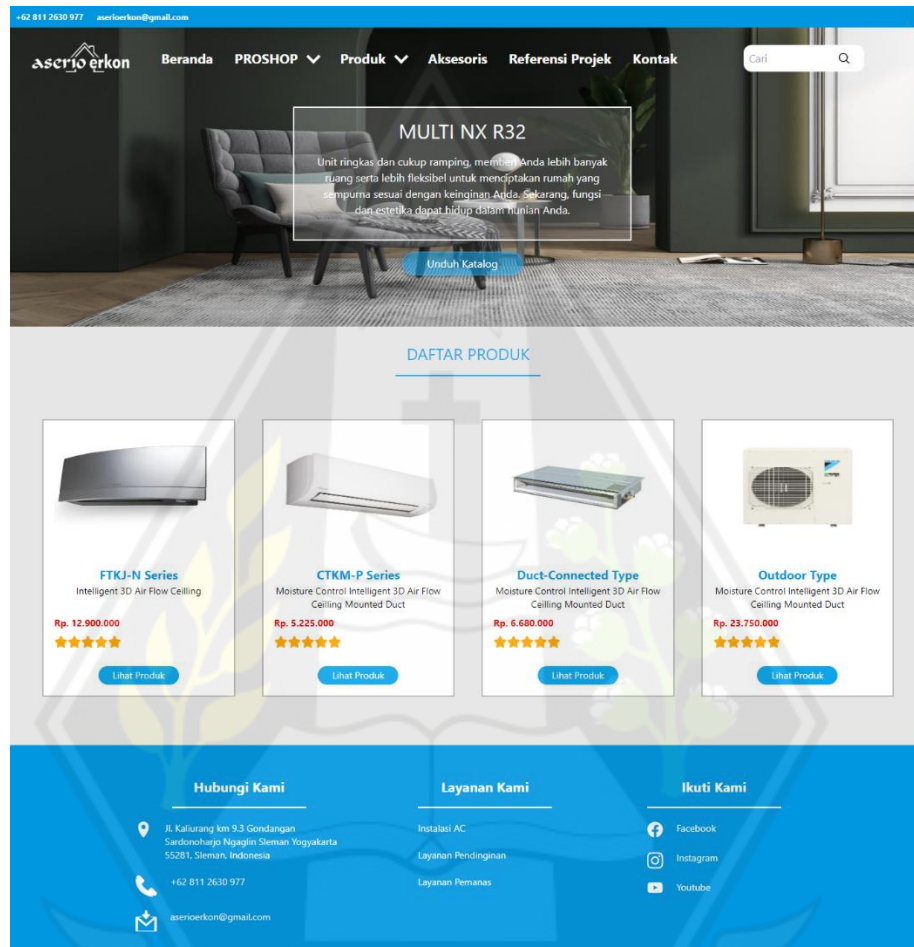 +62 811 2630 977 aserioerkon@gmail.com
aserio erkon
Beranda PROSHOP Produk Aksesoris Referensi Projek Kontak
Cari
MULTI NX R32
Unit ringkas dan cukup ramping, memberi Anda lebih banyak
ruang serta lebih fleksibel untuk menciptakan rumah yang
sempurna sesuai dengan keinginan Anda. Sekarang, fungsi
dan estetika dapat hidup dalam hunian Anda.
Unduh Katalog
DAFTAR PRODUK
FTKJ-N Series
Intelligent 3D Air Flow Ceilling
Rp. 12.900.000
Lihat Produk
CTKM-P Series
Moisture Control Intelligent 3D Air Flow
Ceilling Mounted Duct
Rp. 5.225.000
Lihat Produk
Duct-Connected Type
Moisture Control Intelligent 3D Air Flow
Ceilling Mounted Duct
Rp. 6.680.000
Lihat Produk
Outdoor Type
Moisture Control Intelligent 3D Air Flow
Ceilling Mounted Duct
Rp. 23.750.000
Lihat Produk
Hubungi Kami
Jl. Kaliurang km 9.3 Gondangan
Sardonoharjo Ngaglin Sleman Yogyakarta
55281, Sleman, Indonesia
+62 811 2630 977
aserioerkon@gmail.com
Layanan Kami
Instalasi AC
Layanan Pendinginan
Layanan Pemanas
Ikuti Kami
Facebook
Instagram
Youtube